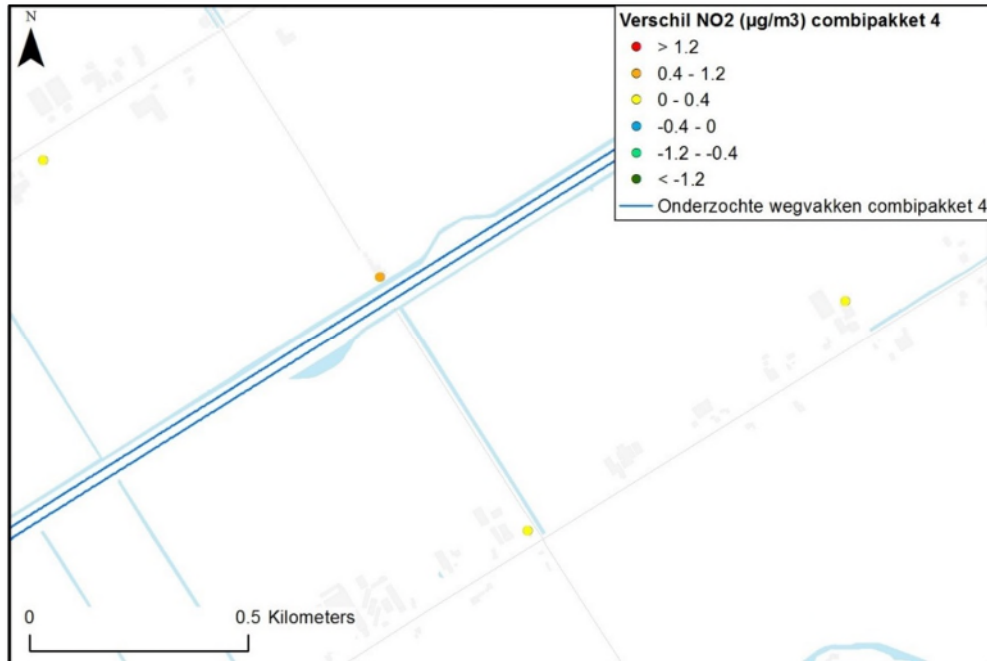 N
Verschil NO2 (µg/m3) combipakket 4
> 1.2
0.4 - 1.2
0 - 0.4
-0.4 - 0
-1.2 - -0.4
< -1.2
Onderzochte wegvakken combipakket 4
0 0.5 Kilometers